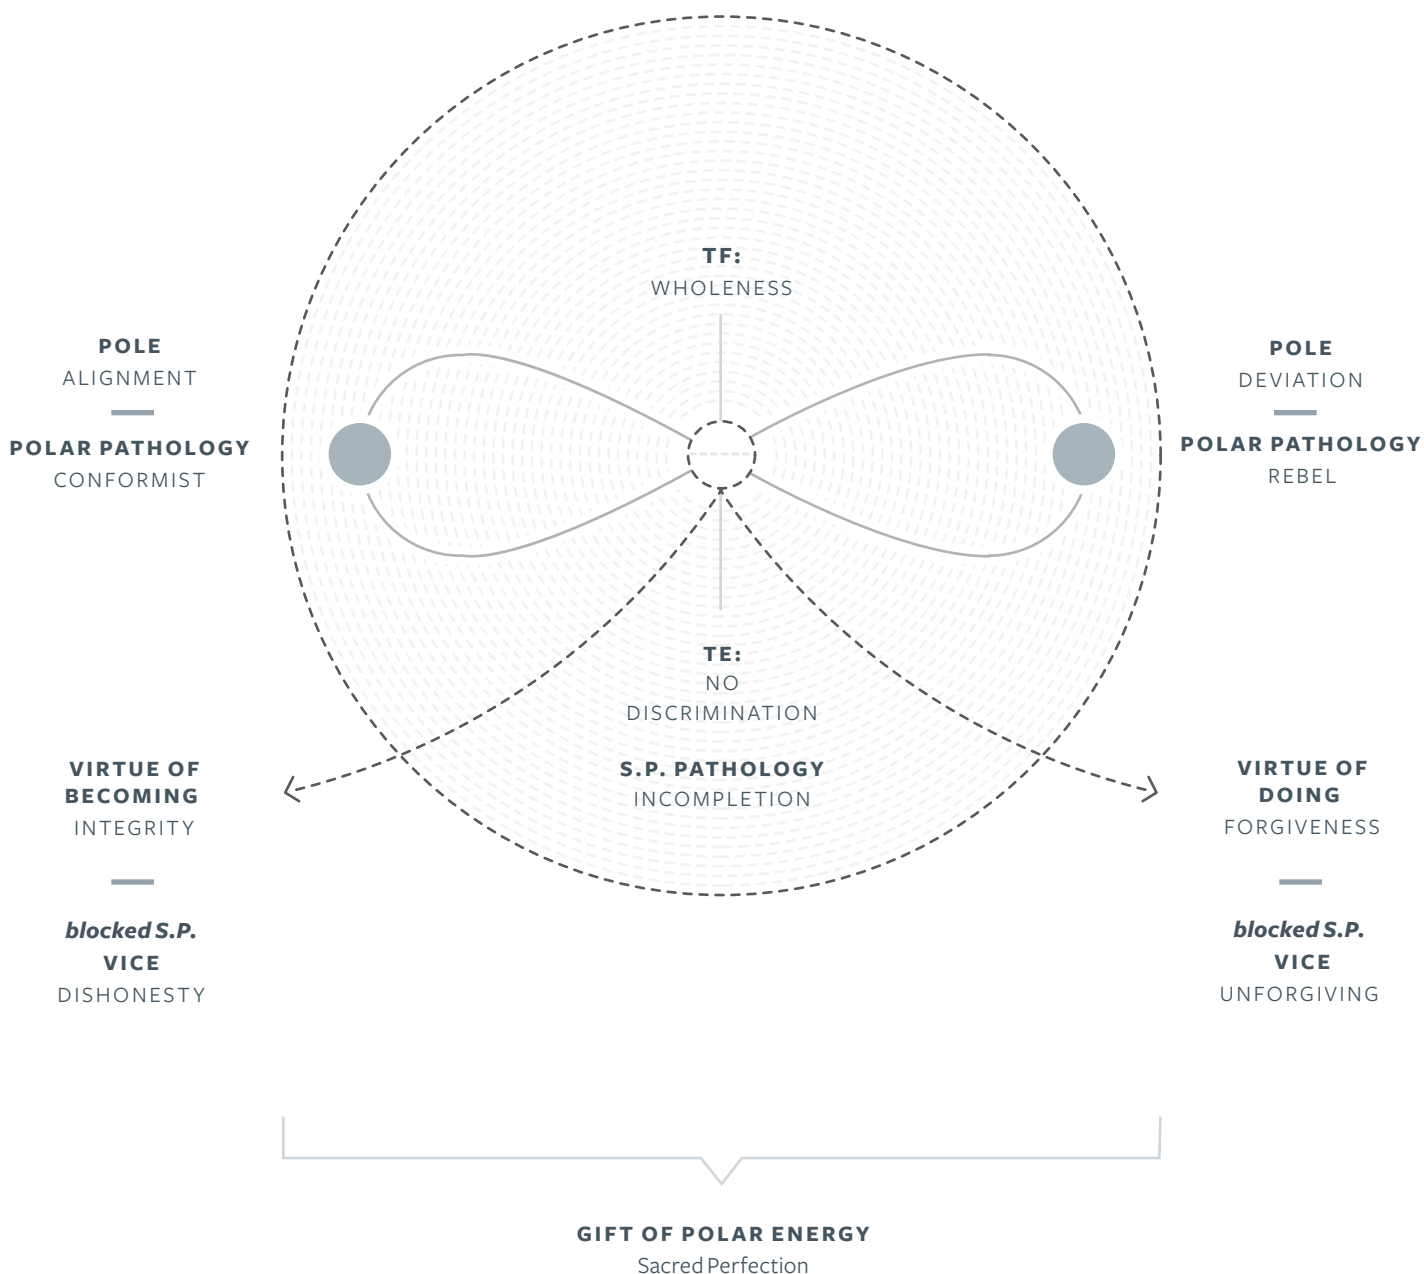 TF:
WHOLENESS
POLE
ALIGNMENT
POLAR PATHOLOGY
CONFORMIST
POLE
DEVIATION
POLAR PATHOLOGY
REBEL
TE:
NO
DISCRIMINATION
S.P. PATHOLOGY
INCOMPLETION
VIRTUE OF
BECOMING
INTEGRITY
blocked S.P.
VICE
DISHONESTY
VIRTUE OF
DOING
FORGIVENESS
blocked S.P.
VICE
UNFORGIVING
GIFT OF POLAR ENERGY
Sacred Perfection